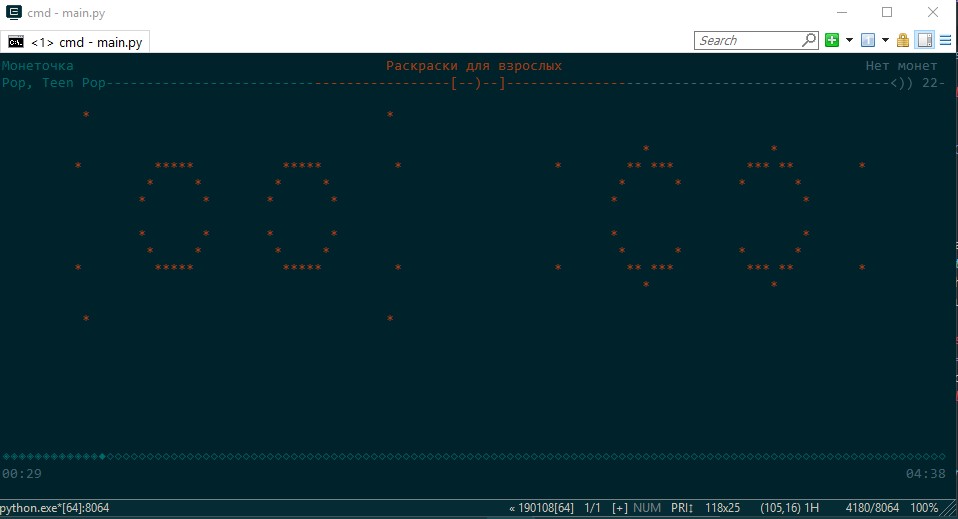 cmd - main.py
<1> cmd - main.py
Search
Монеточка Раскраски для взрослых Нет монет
Pop, Teen Pop [--)--] <)) 22-
00:29 04:38
python.exe*[64]:8064 « 190108[64] 1/1 [+] NUM PRI↕ 118x25 (105,16) 1H 4180/8064 100%